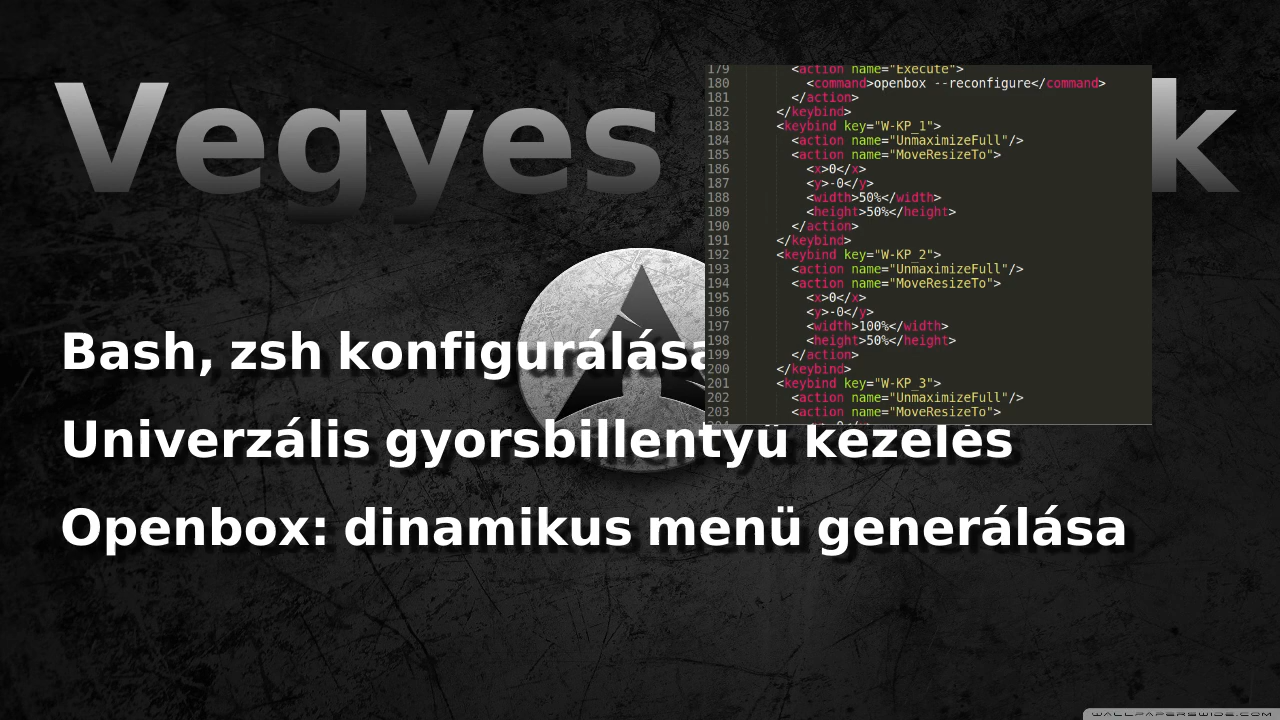 Vegyes k
179 <action name="Execute">
180 <command>openbox --reconfigure</command>
181 </action>
182 </keybind>
183 <keybind key="W-KP_1">
184 <action name="UnmaximizeFull"/>
185 <action name="MoveResizeTo">
186 <x>0</x>
187 <y>-0</y>
188 <width>50%</width>
189 <height>50%</height>
190 </action>
191 </keybind>
192 <keybind key="W-KP_2">
193 <action name="UnmaximizeFull"/>
194 <action name="MoveResizeTo">
195 <x>0</x>
196 <y>-0</y>
197 <width>100%</width>
198 <height>50%</height>
199 </action>
200 </keybind>
201 <keybind key="W-KP_3">
202 <action name="UnmaximizeFull"/>
203 <action name="MoveResizeTo">
Bash, zsh konfigurálása
Univerzális gyorsbillentyű kezelés
Openbox: dinamikus menü generálása
WALLPAPERSWIDE.COM